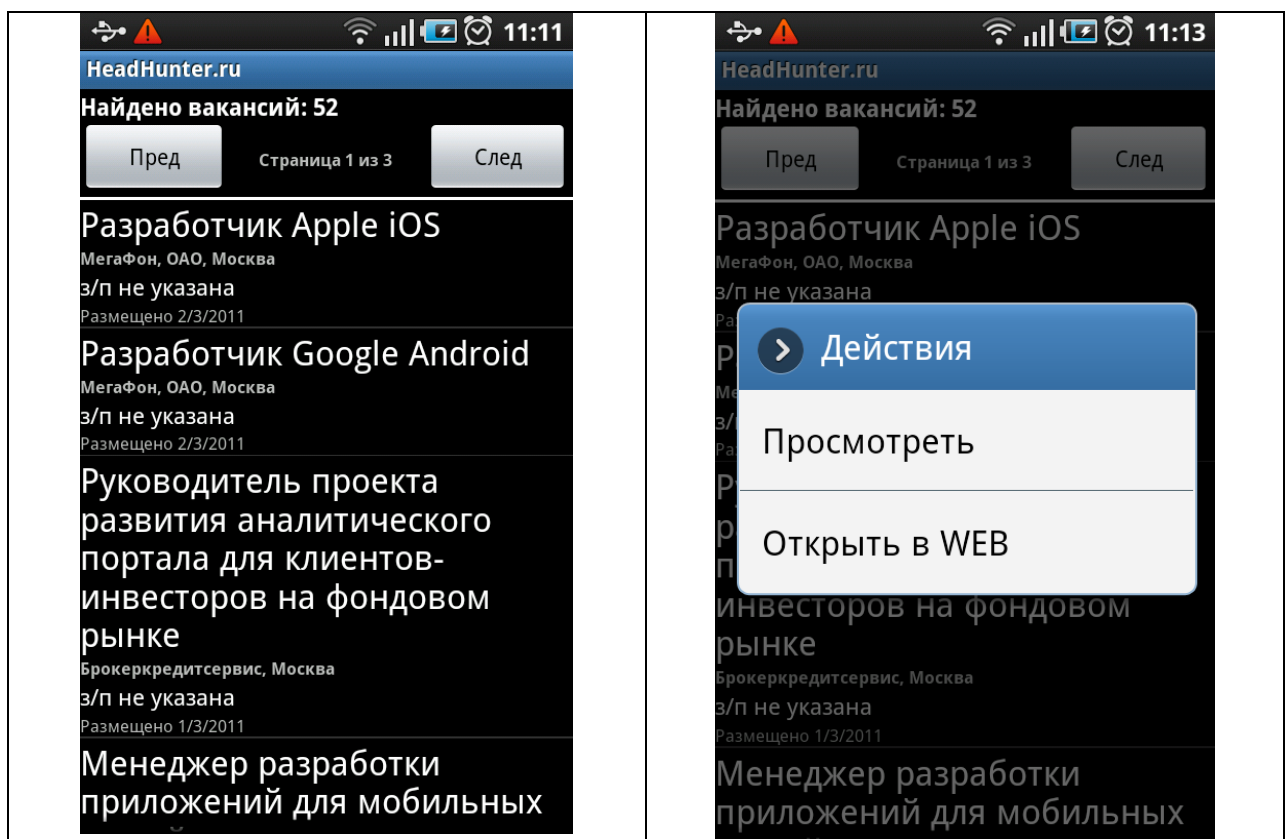 11:11
HeadHunter.ru
Найдено вакансий: 52
Пред Страница 1 из 3 След
Разработчик Apple iOS
МегаФон, ОАО, Москва
з/п не указана
Размещено 2/3/2011
Разработчик Google Android
МегаФон, ОАО, Москва
з/п не указана
Размещено 2/3/2011
Руководитель проекта
развития аналитического
портала для клиентов-
инвесторов на фондовом
рынке
Брокеркредитсервис, Москва
з/п не указана
Размещено 1/3/2011
Менеджер разработки
приложений для мобильных
11:13
HeadHunter.ru
Найдено вакансий: 52
Пред Страница 1 из 3 След
Разработчик Apple iOS
МегаФон, ОАО, Москва
з/п не указана
Действия
Просмотреть
Открыть в WEB
инвесторов на фондовом
рынке
Брокеркредитсервис, Москва
з/п не указана
Размещено 1/3/2011
Менеджер разработки
приложений для мобильных